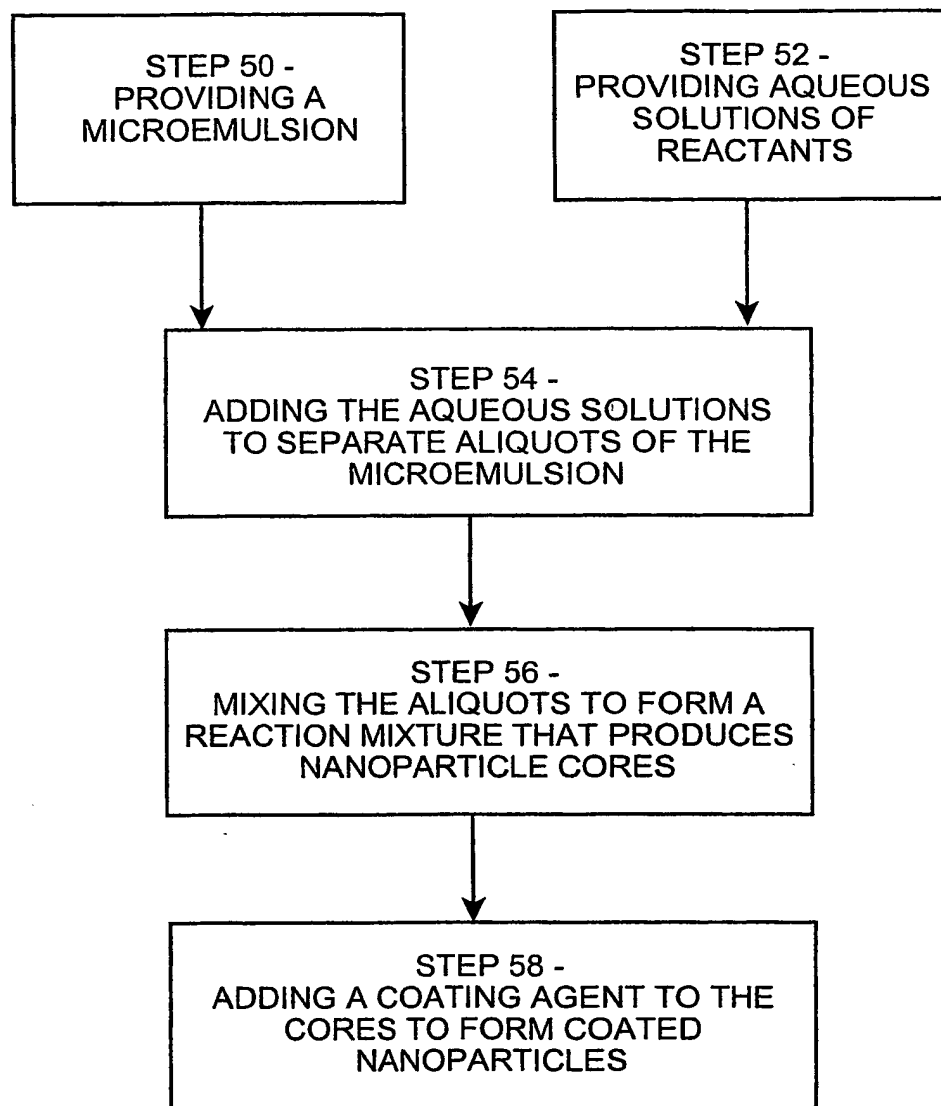 STEP 50 -
PROVIDING A
MICROEMULSION
STEP 52 -
PROVIDING AQUEOUS
SOLUTIONS OF
REACTANTS
STEP 54 -
ADDING THE AQUEOUS SOLUTIONS
TO SEPARATE ALIQUOTS OF THE
MICROEMULSION
STEP 56 -
MIXING THE ALIQUOTS TO FORM A
REACTION MIXTURE THAT PRODUCES
NANOPARTICLE CORES
STEP 58 -
ADDING A COATING AGENT TO THE
CORES TO FORM COATED
NANOPARTICLES